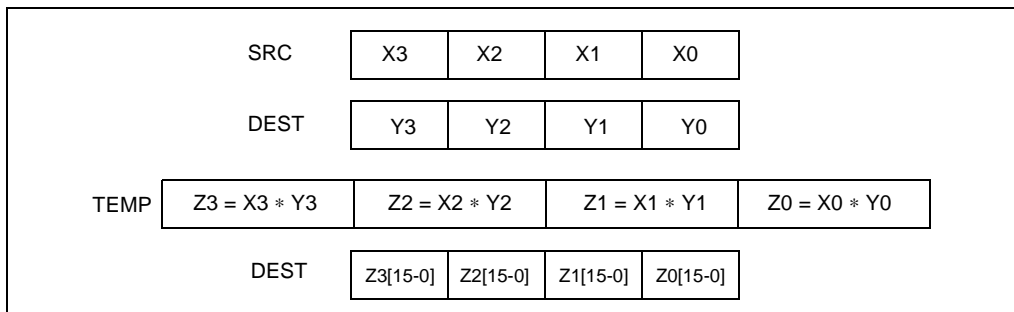 SRC X3 X2 X1 X0
DEST Y3 Y2 Y1 Y0
TEMP Z3 = X3 * Y3 Z2 = X2 * Y2 Z1 = X1 * Y1 Z0 = X0 * Y0
DEST Z3[15-0] Z2[15-0] Z1[15-0] Z0[15-0]